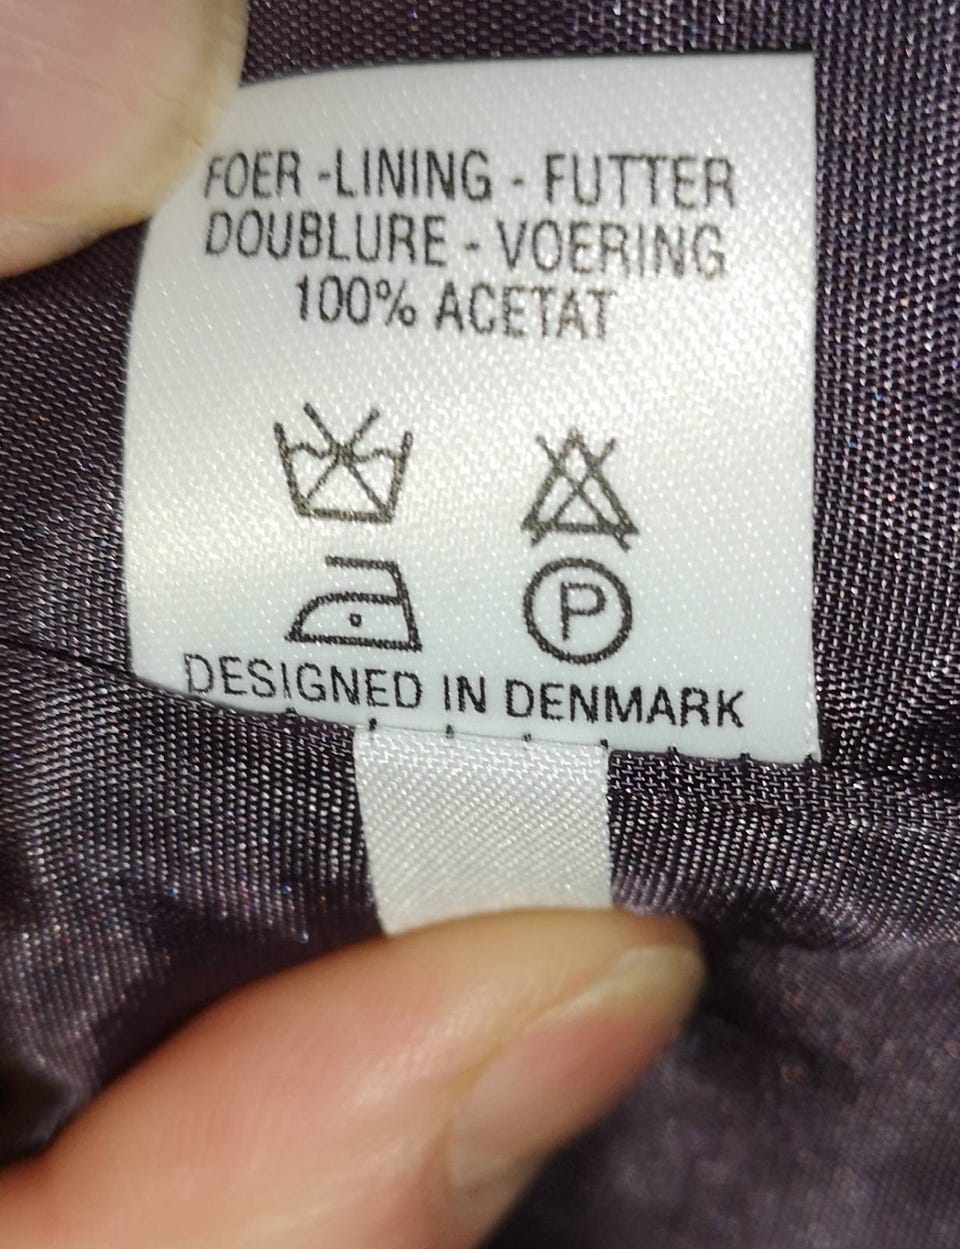 FOER -LINING - FUTTER
DOUBLURE - VOERING
100% ACETAT
P
DESIGNED IN DENMARK